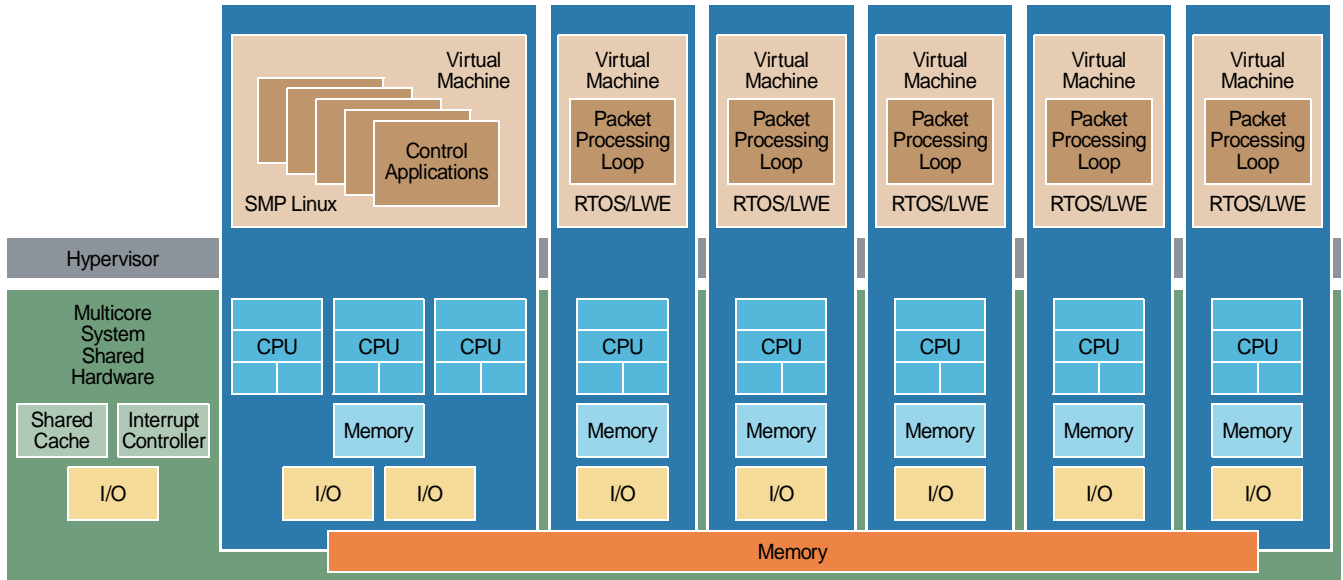 Virtual
Machine
Control
Applications
SMP Linux
Virtual
Machine
Packet
Processing
Loop
RTOS/LWE
Virtual
Machine
Packet
Processing
Loop
RTOS/LWE
Virtual
Machine
Packet
Processing
Loop
RTOS/LWE
Virtual
Machine
Packet
Processing
Loop
RTOS/LWE
Virtual
Machine
Packet
Processing
Loop
RTOS/LWE
Hypervisor
Multicore
System
Shared
Hardware
Shared
Cache
Interrupt
Controller
I/O
CPU
CPU
CPU
Memory
I/O
I/O
CPU
Memory
I/O
CPU
Memory
I/O
CPU
Memory
I/O
CPU
Memory
I/O
CPU
Memory
I/O
Memory